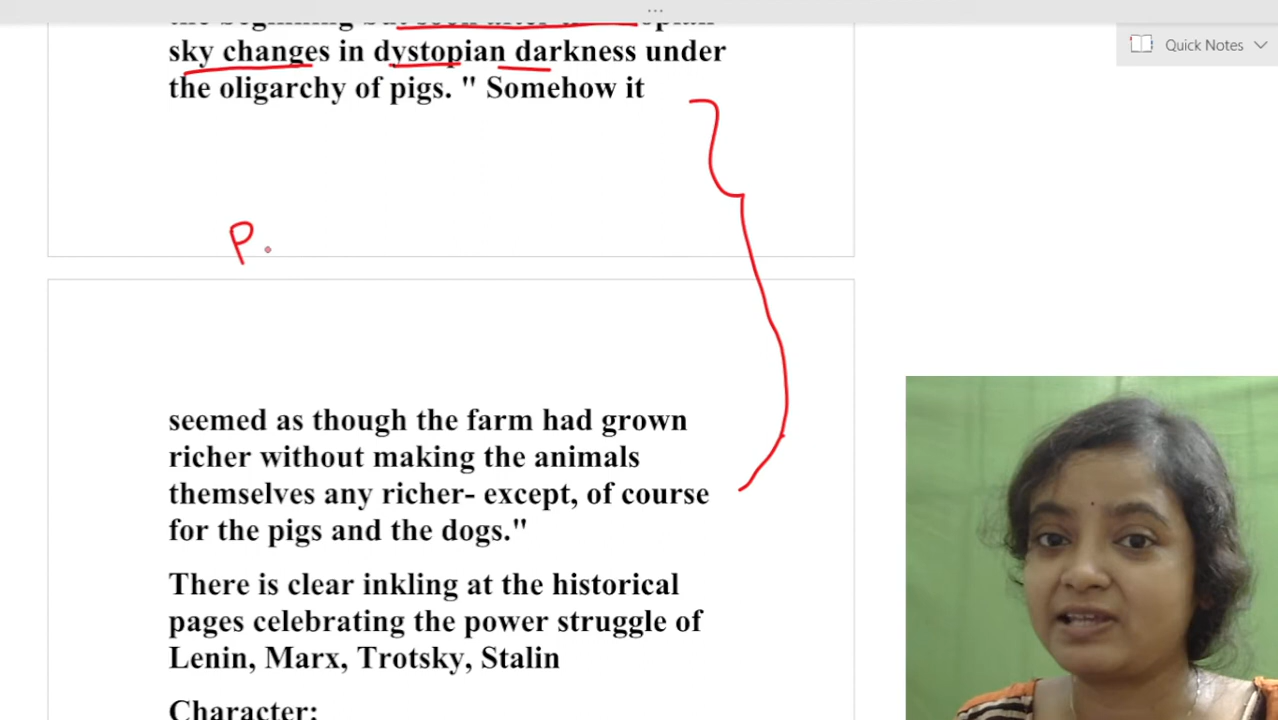 Quick Notes
sky changes in dystopian darkness under
the oligarchy of pigs. " Somehow it
P
seemed as though the farm had grown
richer without making the animals
themselves any richer- except, of course
for the pigs and the dogs."
There is clear inkling at the historical
pages celebrating the power struggle of
Lenin, Marx, Trotsky, Stalin
Character: